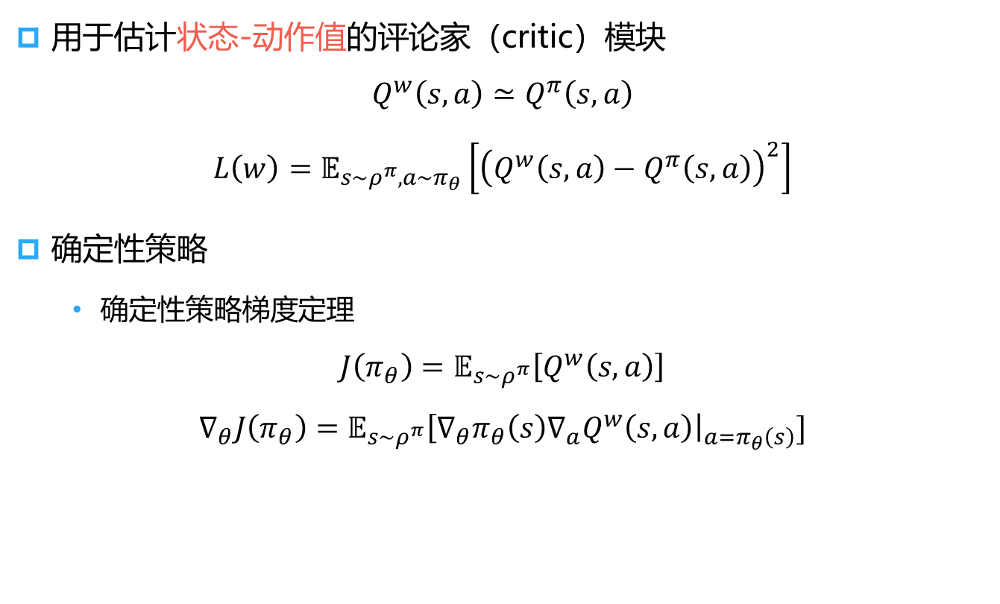 用于估计状态-动作值的评论家（critic）模块
$Q^w(s,a) \simeq Q^\pi(s,a)$
$L(w) = \mathbb{E}_{s\sim\rho^\pi,a\sim\pi_\theta}\left[\left(Q^w(s,a) - Q^\pi(s,a)\right)^2\right]$
确定性策略
• 确定性策略梯度定理
$J(\pi_\theta) = \mathbb{E}_{s\sim\rho^\pi}[Q^w(s,a)]$
$\nabla_\theta J(\pi_\theta) = \mathbb{E}_{s\sim\rho^\pi}[\nabla_\theta \pi_\theta(s)\nabla_a Q^w(s,a)|_{a=\pi_\theta(s)}]$